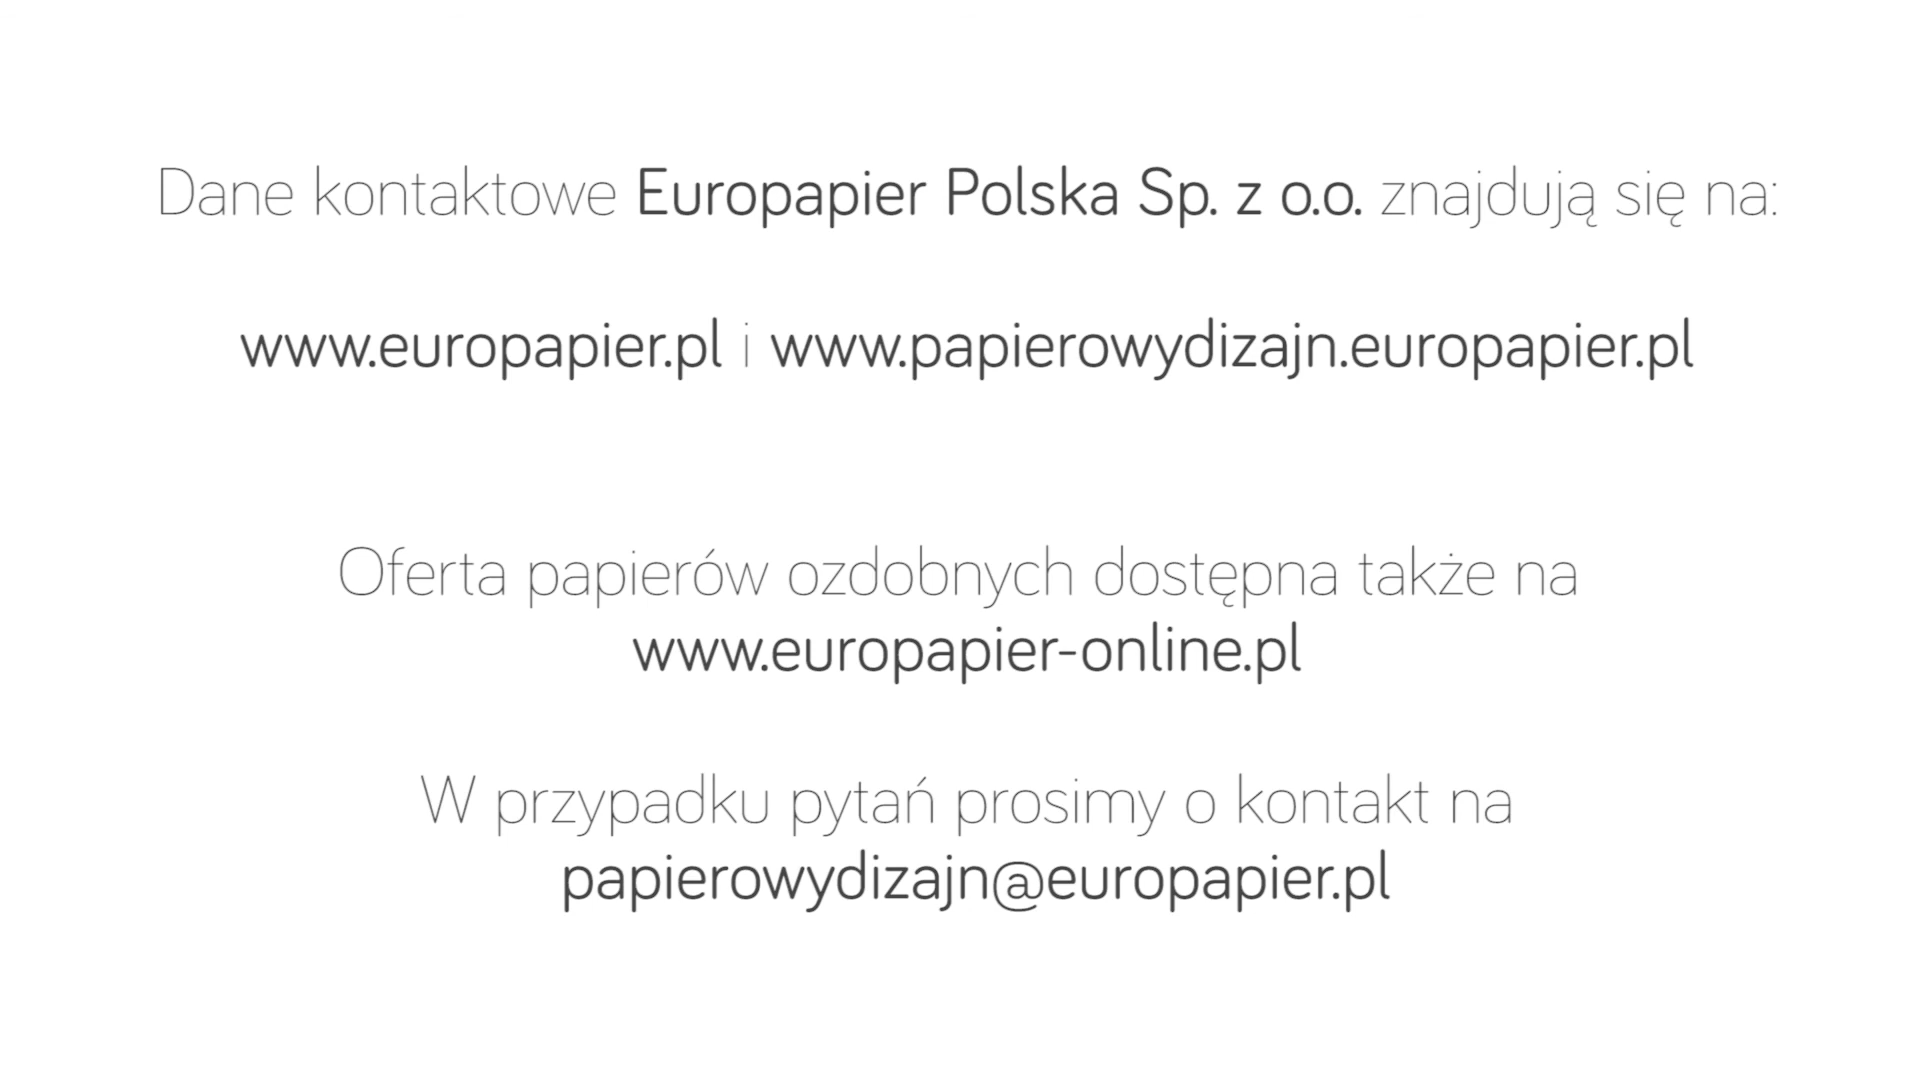 Dane kontaktowe Europapier Polska Sp. z o.o. znajdują się na:
www.europapier.pl i www.papierowydizajn.europapier.pl
Oferta papierów ozdobnych dostępna także na
www.europapier-online.pl
W przypadku pytań prosimy o kontakt na
papierowydizajn@europapier.pl